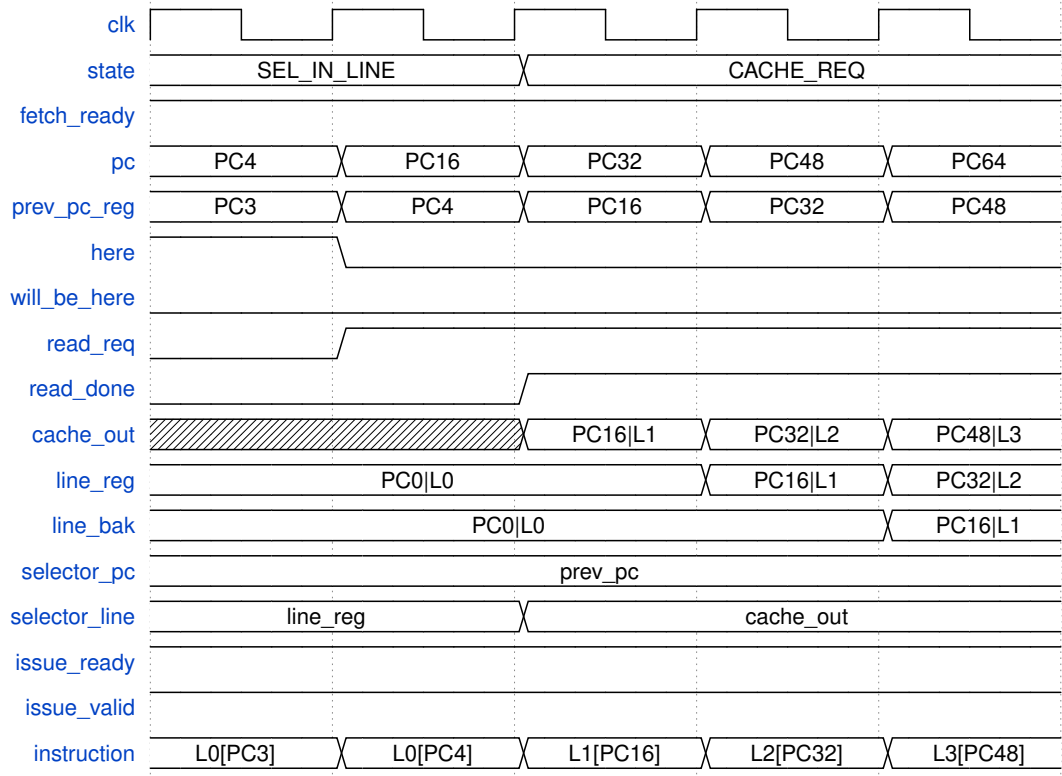 clk
state SEL_IN_LINE CACHE_REQ
fetch_ready
pc PC4 PC16 PC32 PC48 PC64
prev_pc_reg PC3 PC4 PC16 PC32 PC48
here
will_be_here
read_req
read_done
cache_out PC16|L1 PC32|L2 PC48|L3
line_reg PC0|L0 PC16|L1 PC32|L2
line_bak PC0|L0 PC16|L1
selector_pc prev_pc
selector_line line_reg cache_out
issue_ready
issue_valid
instruction L0[PC3] L0[PC4] L1[PC16] L2[PC32] L3[PC48]